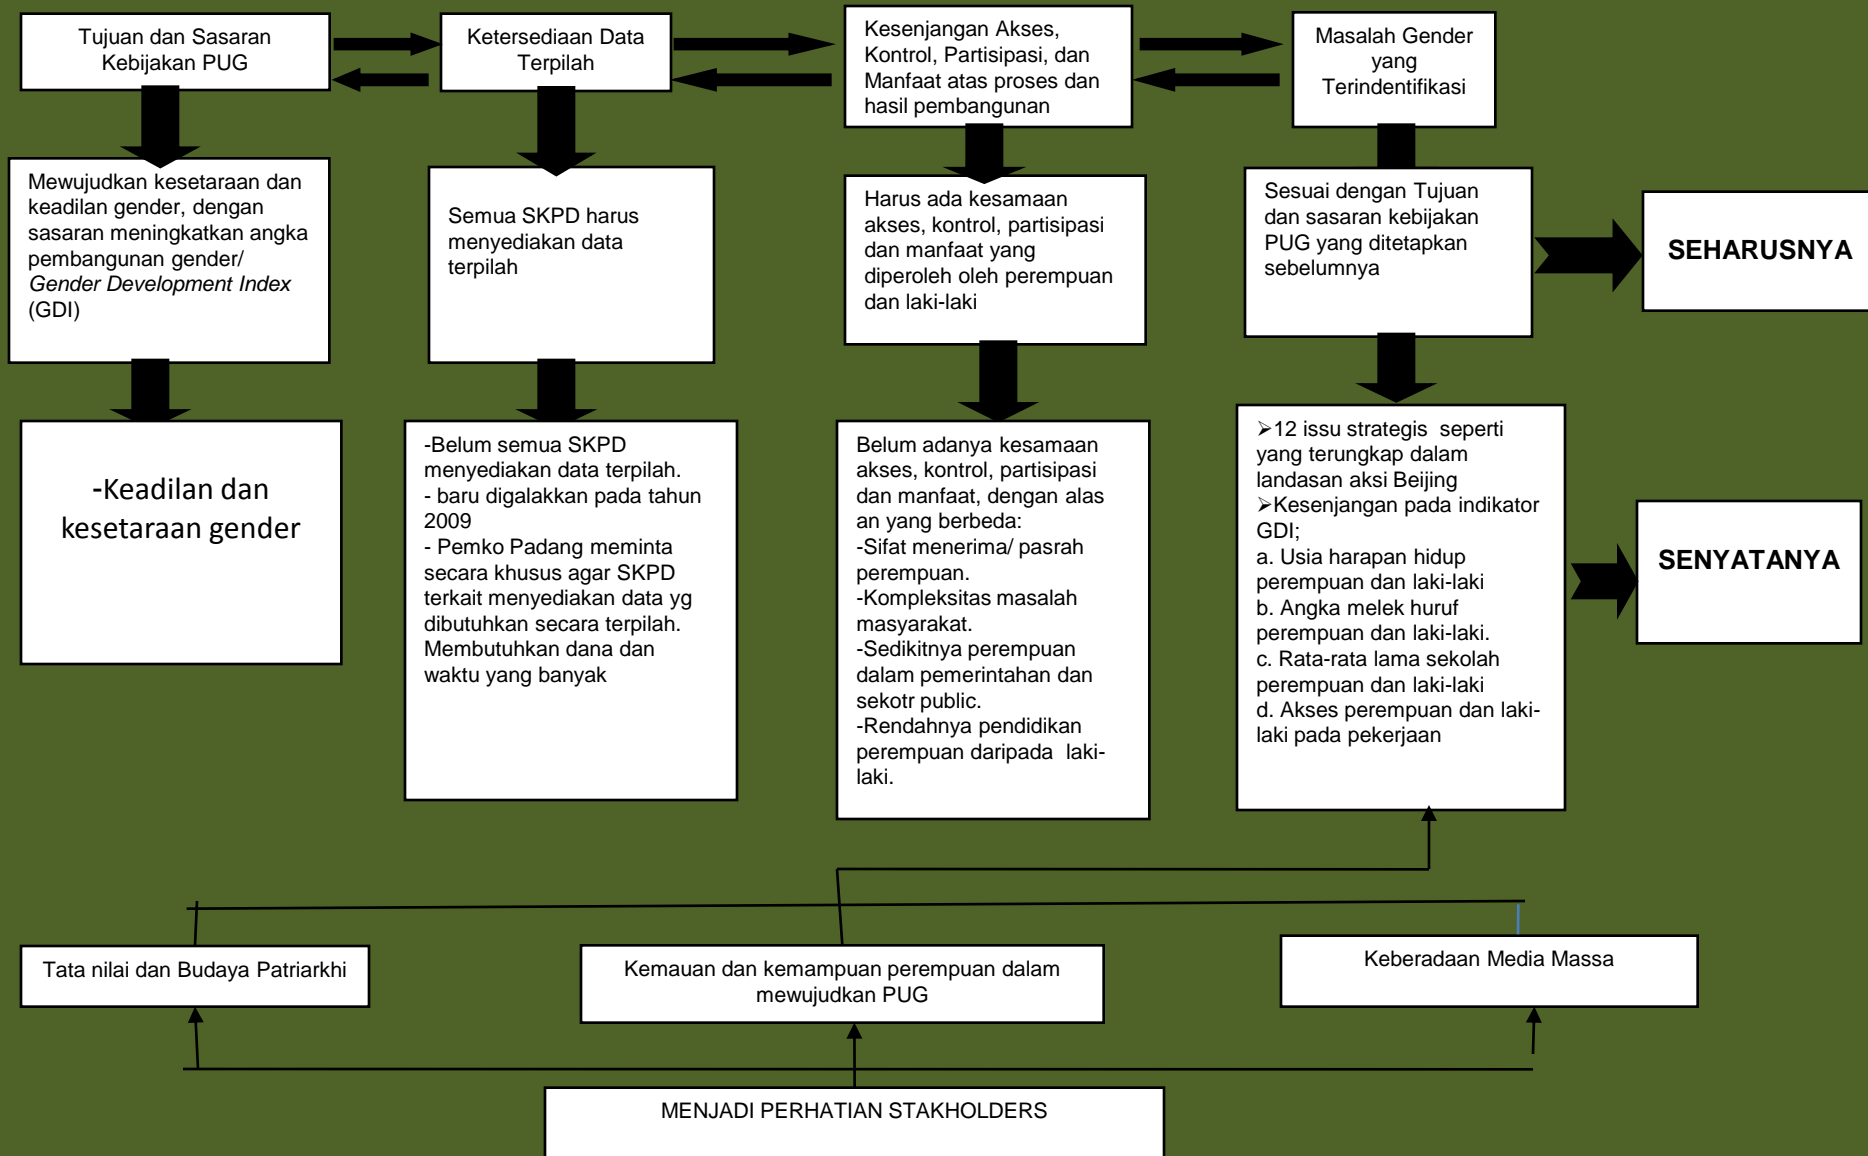 Tujuan dan Sasaran
Kebijakan PUG
Ketersediaan Data
Terpilah
Kesenjangan Akses,
Kontrol, Partisipasi, dan
Manfaat atas proses dan
hasil pembangunan
Masalah Gender
yang
Terindentifikasi
Mewujudkan kesetaraan dan
keadilan gender, dengan
sasaran meningkatkan angka
pembangunan gender/
Gender Development Index
(GDI)
Semua SKPD harus
menyediakan data
terpilah
Harus ada kesamaan
akses, kontrol, partisipasi
dan manfaat yang
diperoleh oleh perempuan
dan laki-laki
Sesuai dengan Tujuan
dan sasaran kebijakan
PUG yang ditetapkan
sebelumnya
SEHARUSNYA
-Keadilan dan
kesetaraan gender
-Belum semua SKPD
menyediakan data terpilah.
- baru digalakkan pada tahun
2009
- Pemko Padang meminta
secara khusus agar SKPD
terkait menyediakan data yg
dibutuhkan secara terpilah.
Membutuhkan dana dan
waktu yang banyak
Belum adanya kesamaan
akses, kontrol, partisipasi
dan manfaat, dengan alas
an yang berbeda:
-Sifat menerima/ pasrah
perempuan.
-Kompleksitas masalah
masyarakat.
-Sedikitnya perempuan
dalam pemerintahan dan
sekotr public.
-Rendahnya pendidikan
perempuan daripada  laki-
laki.
➢12 issu strategis  seperti
yang terungkap dalam
landasan aksi Beijing
➢Kesenjangan pada indikator
GDI;
a. Usia harapan hidup
perempuan dan laki-laki
b. Angka melek huruf
perempuan dan laki-laki.
c. Rata-rata lama sekolah
perempuan dan laki-laki
d. Akses perempuan dan laki-
laki pada pekerjaan
SENYATANYA
Tata nilai dan Budaya Patriarkhi
Kemauan dan kemampuan perempuan dalam
mewujudkan PUG
Keberadaan Media Massa
MENJADI PERHATIAN STAKHOLDERS